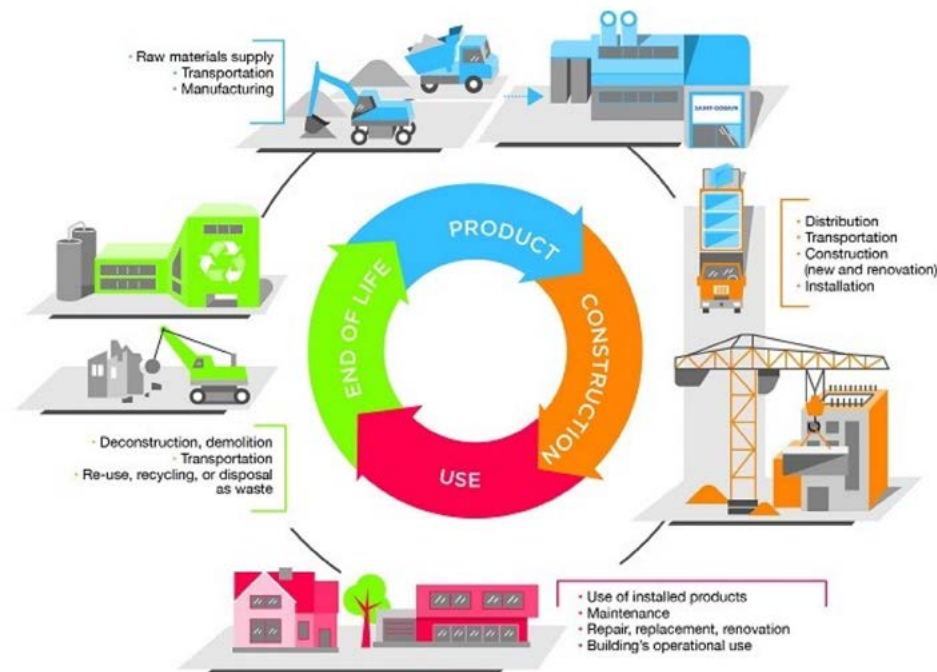 • Raw materials supply
• Transportation
• Manufacturing
SAINT-GOBAIN
PRODUCT
CONSTRUCTION
USE
END OF LIFE
• Distribution
• Transportation
• Construction
(new and renovation)
• Installation
• Deconstruction, demolition
• Transportation
• Re-use, recycling, or disposal
as waste
• Use of installed products
• Maintenance
• Repair, replacement, renovation
• Building's operational use